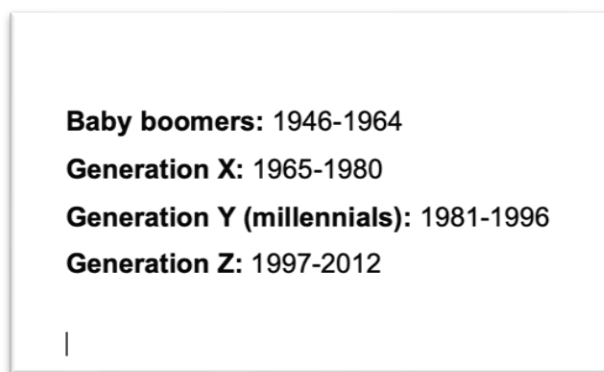 Baby boomers: 1946-1964
Generation X: 1965-1980
Generation Y (millennials): 1981-1996
Generation Z: 1997-2012